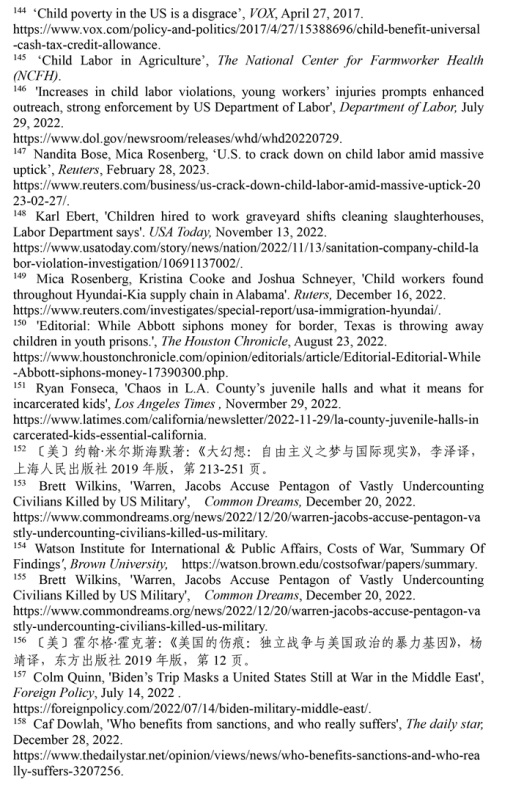 144 ‘Child poverty in the US is a disgrace’, VOX, April 27, 2017.
https://www.vox.com/policy-and-politics/2017/4/27/15388696/child-benefit-universal
-cash-tax-credit-allowance.
145 ‘Child Labor in Agriculture’, The National Center for Farmworker Health
(NCFH).
146 'Increases in child labor violations, young workers’ injuries prompts enhanced
outreach, strong enforcement by US Department of Labor', Department of Labor, July
29, 2022.
https://www.dol.gov/newsroom/releases/whd/whd20220729.
147 Nandita Bose, Mica Rosenberg, ‘U.S. to crack down on child labor amid massive
uptick’, Reuters, February 28, 2023.
https://www.reuters.com/business/us-crack-down-child-labor-amid-massive-uptick-20
23-02-27/.
148 Karl Ebert, 'Children hired to work graveyard shifts cleaning slaughterhouses,
Labor Department says'. USA Today, November 13, 2022.
https://www.usatoday.com/story/news/nation/2022/11/13/sanitation-company-child-la
bor-violation-investigation/10691137002/.
149 Mica Rosenberg, Kristina Cooke and Joshua Schneyer, 'Child workers found
throughout Hyundai-Kia supply chain in Alabama'. Ruters, December 16, 2022.
https://www.reuters.com/investigates/special-report/usa-immigration-hyundai/.
150 'Editorial: While Abbott siphons money for border, Texas is throwing away
children in youth prisons.', The Houston Chronicle, August 23, 2022.
https://www.houstonchronicle.com/opinion/editorials/article/Editorial-Editorial-While
-Abbott-siphons-money-17390300.php.
151 Ryan Fonseca, 'Chaos in L.A. County’s juvenile halls and what it means for
incarcerated kids', Los Angeles Times , Novermber 29, 2022.
https://www.latimes.com/california/newsletter/2022-11-29/la-county-juvenile-halls-in
carcerated-kids-essential-california.
152 〔美〕约翰·米尔斯海默著：《大幻想：自由主义之梦与国际现实》，李泽译，
上海人民出版社 2019 年版，第 213-251 页。
153 Brett Wilkins, 'Warren, Jacobs Accuse Pentagon of Vastly Undercounting
Civilians Killed by US Military', Common Dreams, December 20, 2022.
https://www.commondreams.org/news/2022/12/20/warren-jacobs-accuse-pentagon-va
stly-undercounting-civilians-killed-us-military.
154 Watson Institute for International & Public Affairs, Costs of War, 'Summary Of
Findings', Brown University, https://watson.brown.edu/costsofwar/papers/summary.
155 Brett Wilkins, 'Warren, Jacobs Accuse Pentagon of Vastly Undercounting
Civilians Killed by US Military', Common Dreams, December 20, 2022.
https://www.commondreams.org/news/2022/12/20/warren-jacobs-accuse-pentagon-va
stly-undercounting-civilians-killed-us-military.
156 〔美〕霍尔格·霍克著：《美国的伤痕：独立战争与美国政治的暴力基因》，杨
靖译，东方出版社 2019 年版，第 12 页。
157 Colm Quinn, 'Biden’s Trip Masks a United States Still at War in the Middle East',
Foreign Policy, July 14, 2022 .
https://foreignpolicy.com/2022/07/14/biden-military-middle-east/.
158 Caf Dowlah, 'Who benefits from sanctions, and who really suffers', The daily star,
December 28, 2022.
https://www.thedailystar.net/opinion/views/news/who-benefits-sanctions-and-who-rea
lly-suffers-3207256.